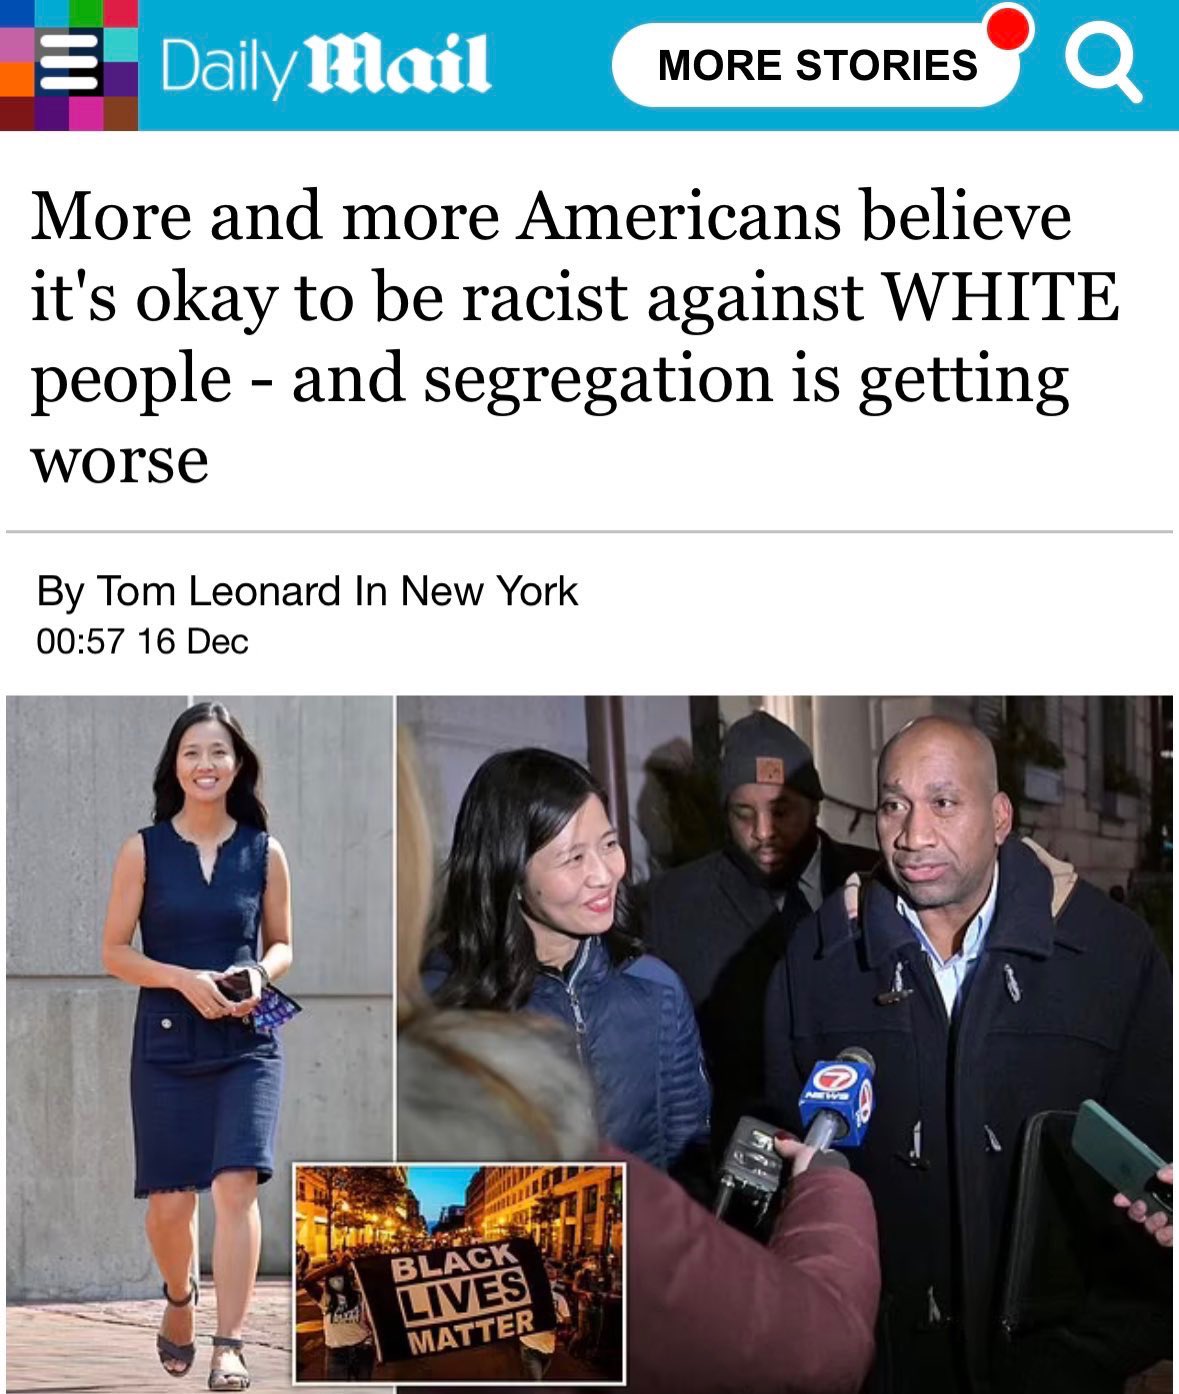 Daily Mail
MORE STORIES
More and more Americans believe
it's okay to be racist against WHITE
people - and segregation is getting
worse
By Tom Leonard In New York
00:57 16 Dec
7
NEWS
BLACK
LIVES
MATTER